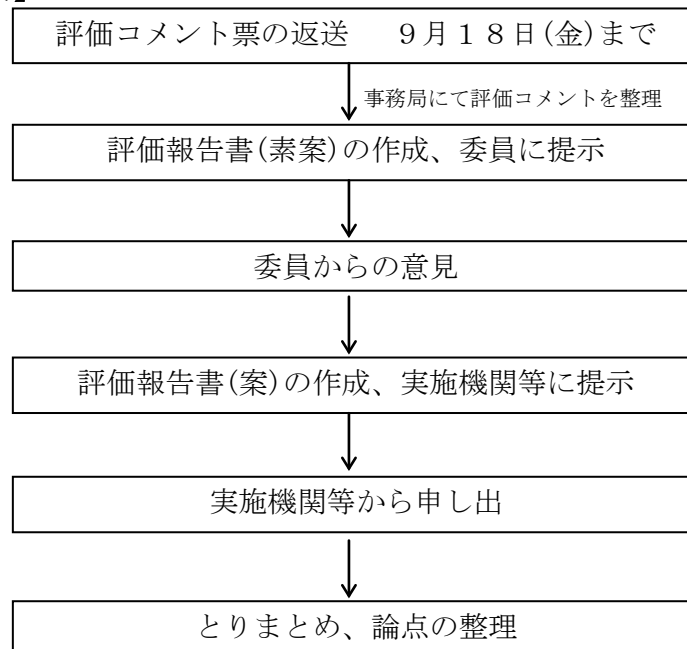 評価コメント票の返送　９月１８日(金)まで
事務局にて評価コメントを整理
評価報告書(素案)の作成、委員に提示
委員からの意見
評価報告書(案)の作成、実施機関等に提示
実施機関等から申し出
とりまとめ、論点の整理